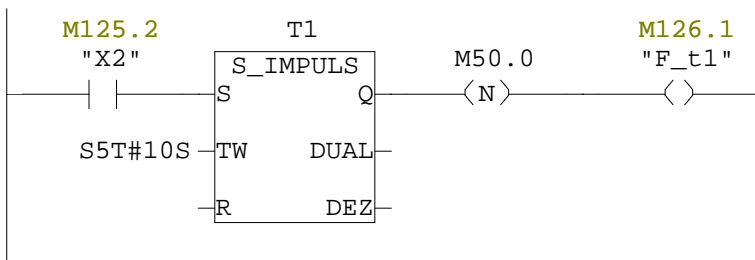 M125.2 T1 M126.1
"X2" S_IMPULS M50.0 "F_t1"
S Q N
S5T#10S TW DUAL
R DEZ